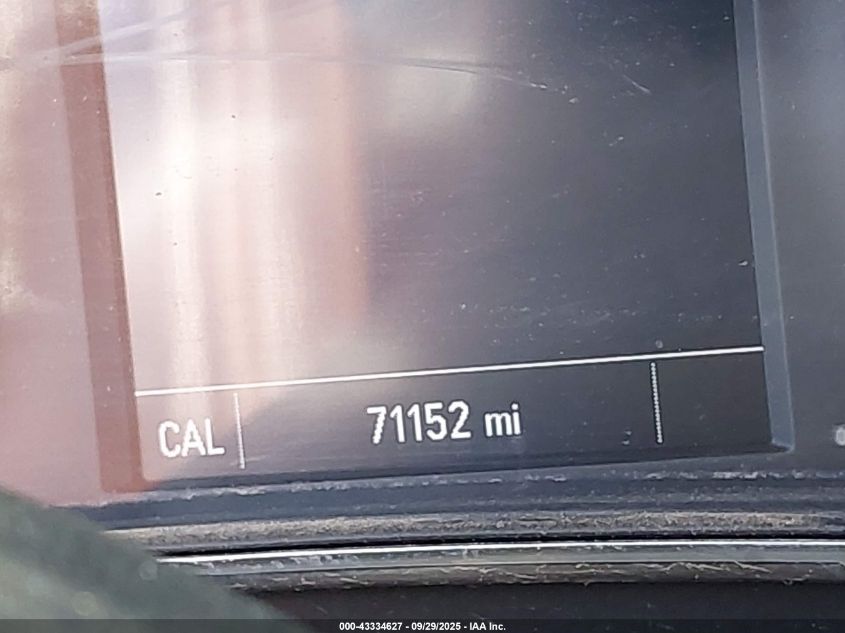 CAL 71152 mi
000-43334627 - 09/29/2025 - IAA Inc.